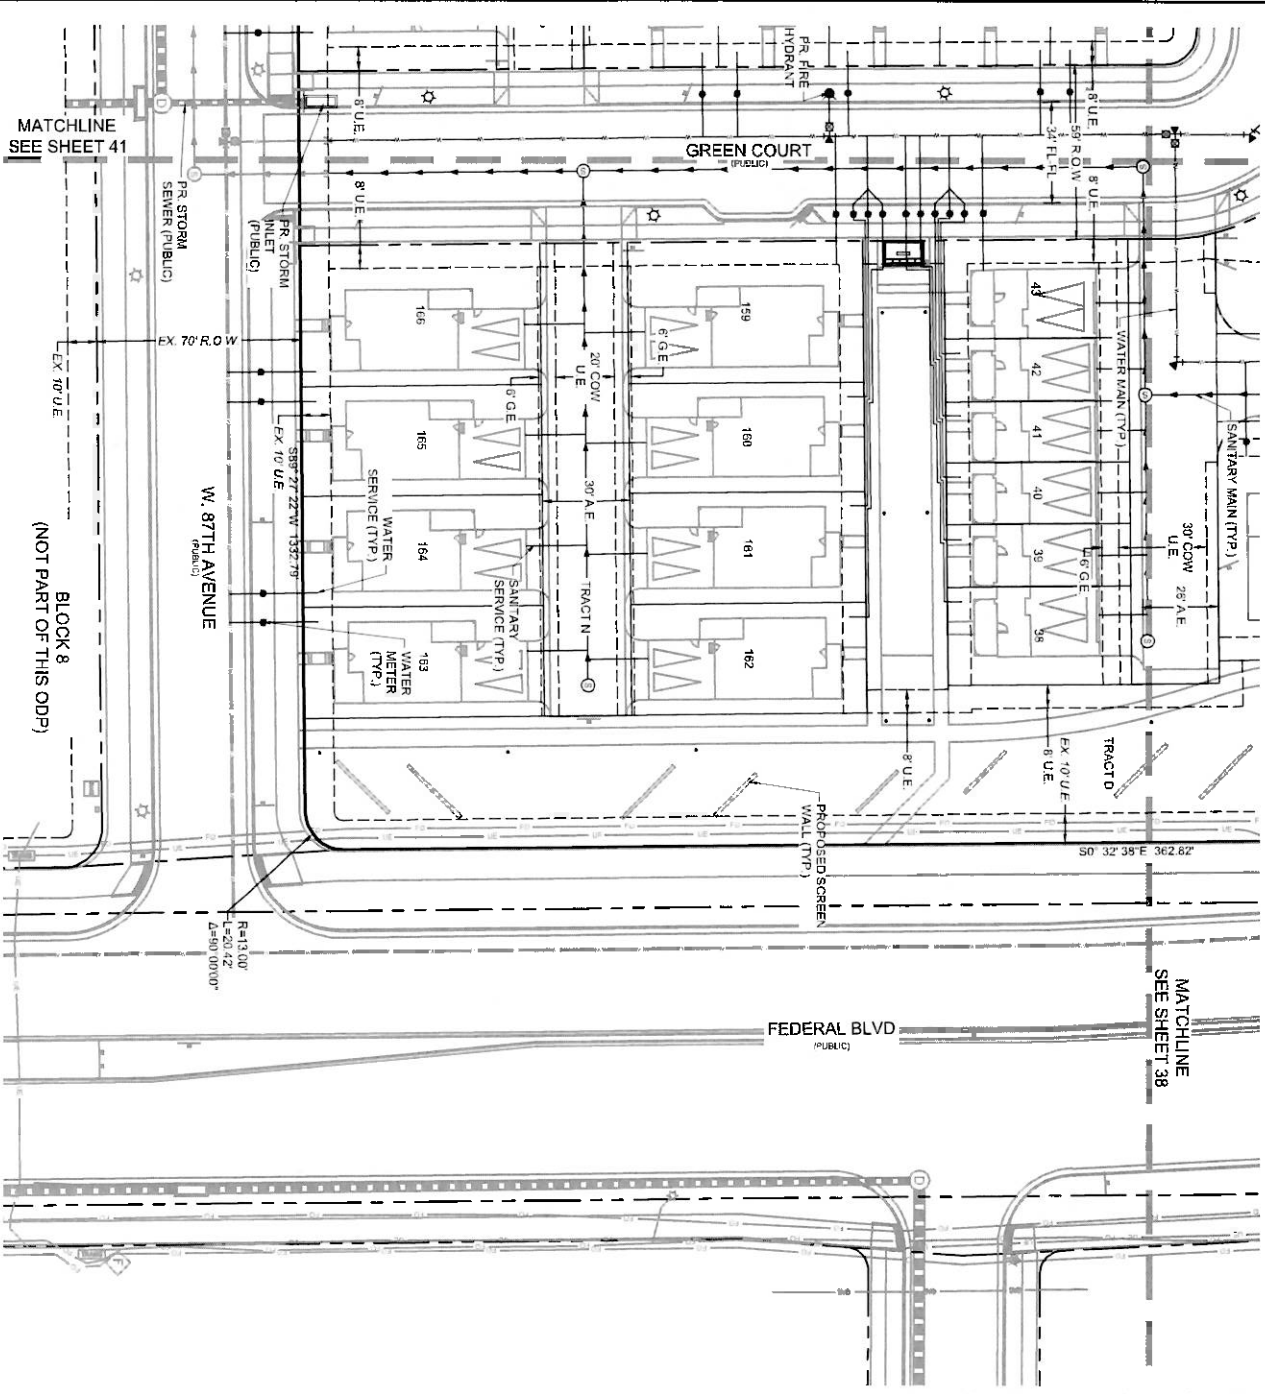 MATCHLINE
SEE SHEET 41
PR. STORM
SEWER (PUBLIC)
PR. STORM
INLET
(PUBLIC)
8' U.E.
8' U.E.
PR. FIRE
HYDRANT
GREEN COURT
(PUBLIC)
8' U.E.
59' R.O.W
34' FL-FL
8' U.E.
EX. 70' R.O.W
EX. 10' U.E.
166
159
43
6' G.E
20' COW
U.E.
6' G.E
42
WATER MAIN (TYP.)
SANITARY MAIN (TYP.)
165
160
41
EX. 10' U.E
S89° 27' 22"W 1332.79'
W. 87TH AVENUE
(PUBLIC)
WATER
SERVICE (TYP.)
30' A.E.
40
30' COW
U.E.
164
161
39
6' G.E
26' A.E.
SANITARY
SERVICE (TYP.)
TRACT N
38
163
WATER
METER
(TYP.)
162
BLOCK 8
(NOT PART OF THIS ODP)
8' U.E.
8' U.E.
EX. 10' U.E
TRACT D
PROPOSED SCREEN
WALL (TYP.)
S0° 32' 38"E 362.82'
R=13.00'
L=20.42'
Δ=90°00'00"
MATCHLINE
SEE SHEET 38
FEDERAL BLVD
(PUBLIC)